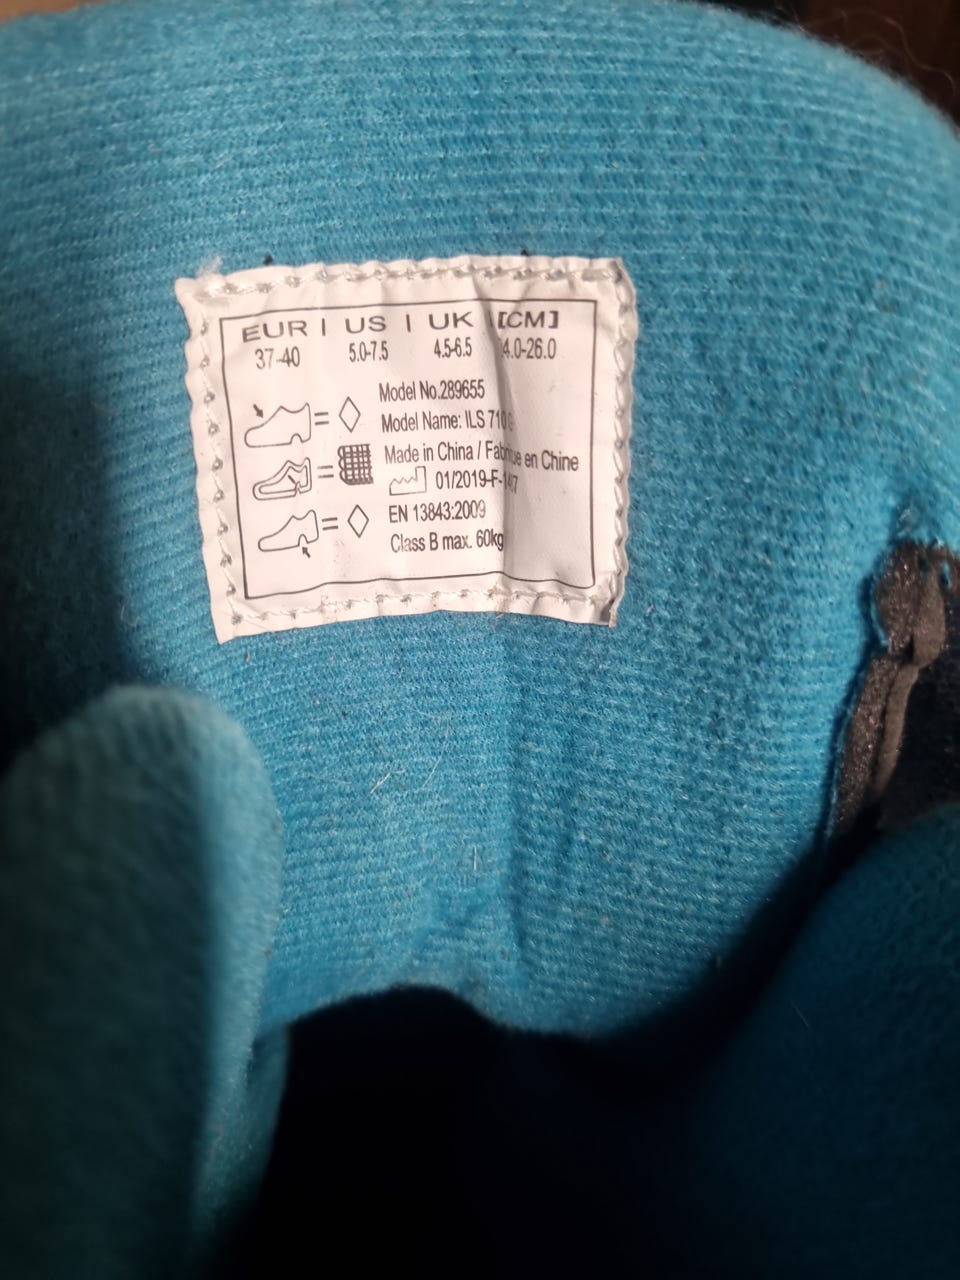 EUR | US | UK | [CM]
37-40 5.0-7.5 4.5-6.5 4.0-26.0
Model No.289655
Model Name: ILS 710
Made in China / Fabrique en Chine
01/2019-F-
EN 13843:2009
Class B max. 60kg